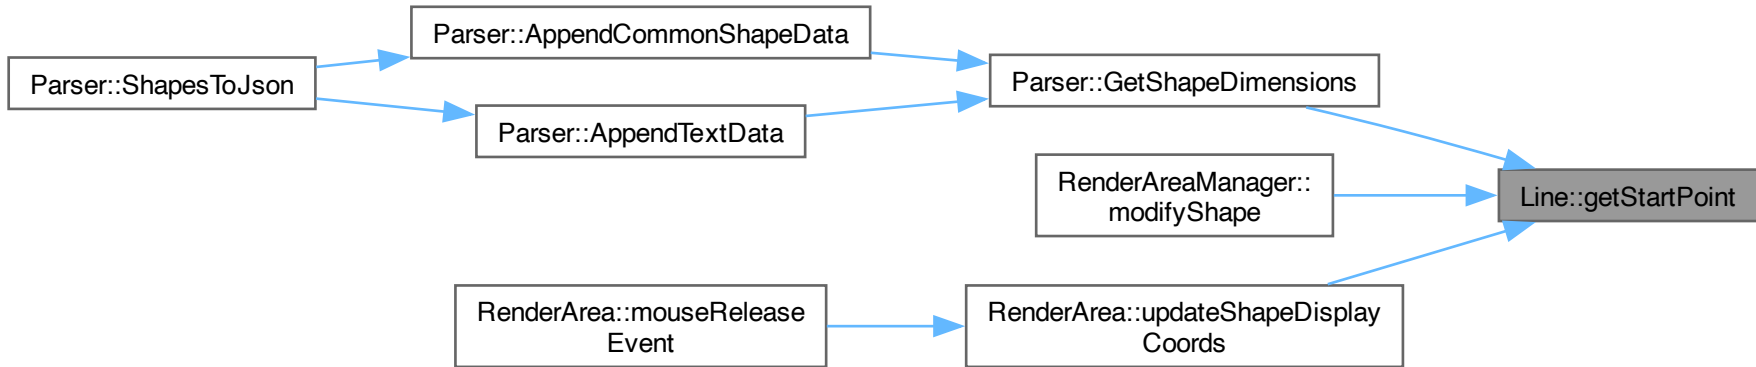 Parser::AppendCommonShapeData
Parser::ShapesToJson
Parser::GetShapeDimensions
Parser::AppendTextData
RenderAreaManager::
modifyShape
Line::getStartPoint
RenderArea::mouseRelease
Event
RenderArea::updateShapeDisplay
Coords